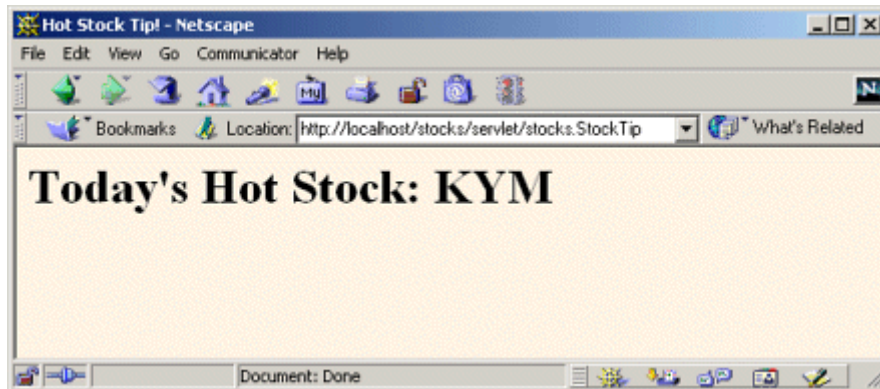 Hot Stock Tip! - Netscape
File Edit View Go Communicator Help
My N
Bookmarks Location: http://localhost/stocks/servlet/stocks.StockTip What's Related
Today's Hot Stock: KYM
Document: Done